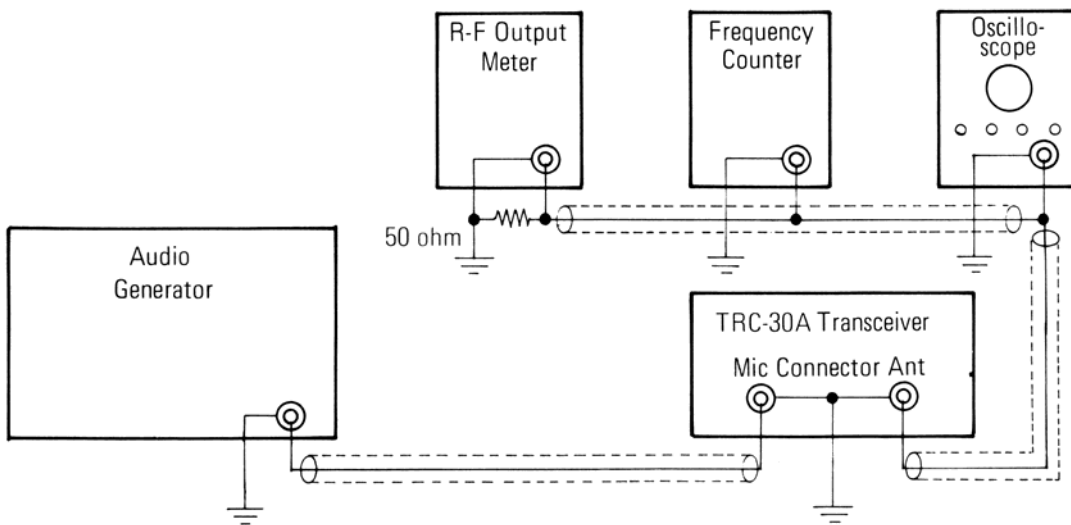 R-F Output
Meter
Frequency
Counter
Oscillo-
scope
50 ohm
Audio
Generator
TRC-30A Transceiver
Mic Connector Ant